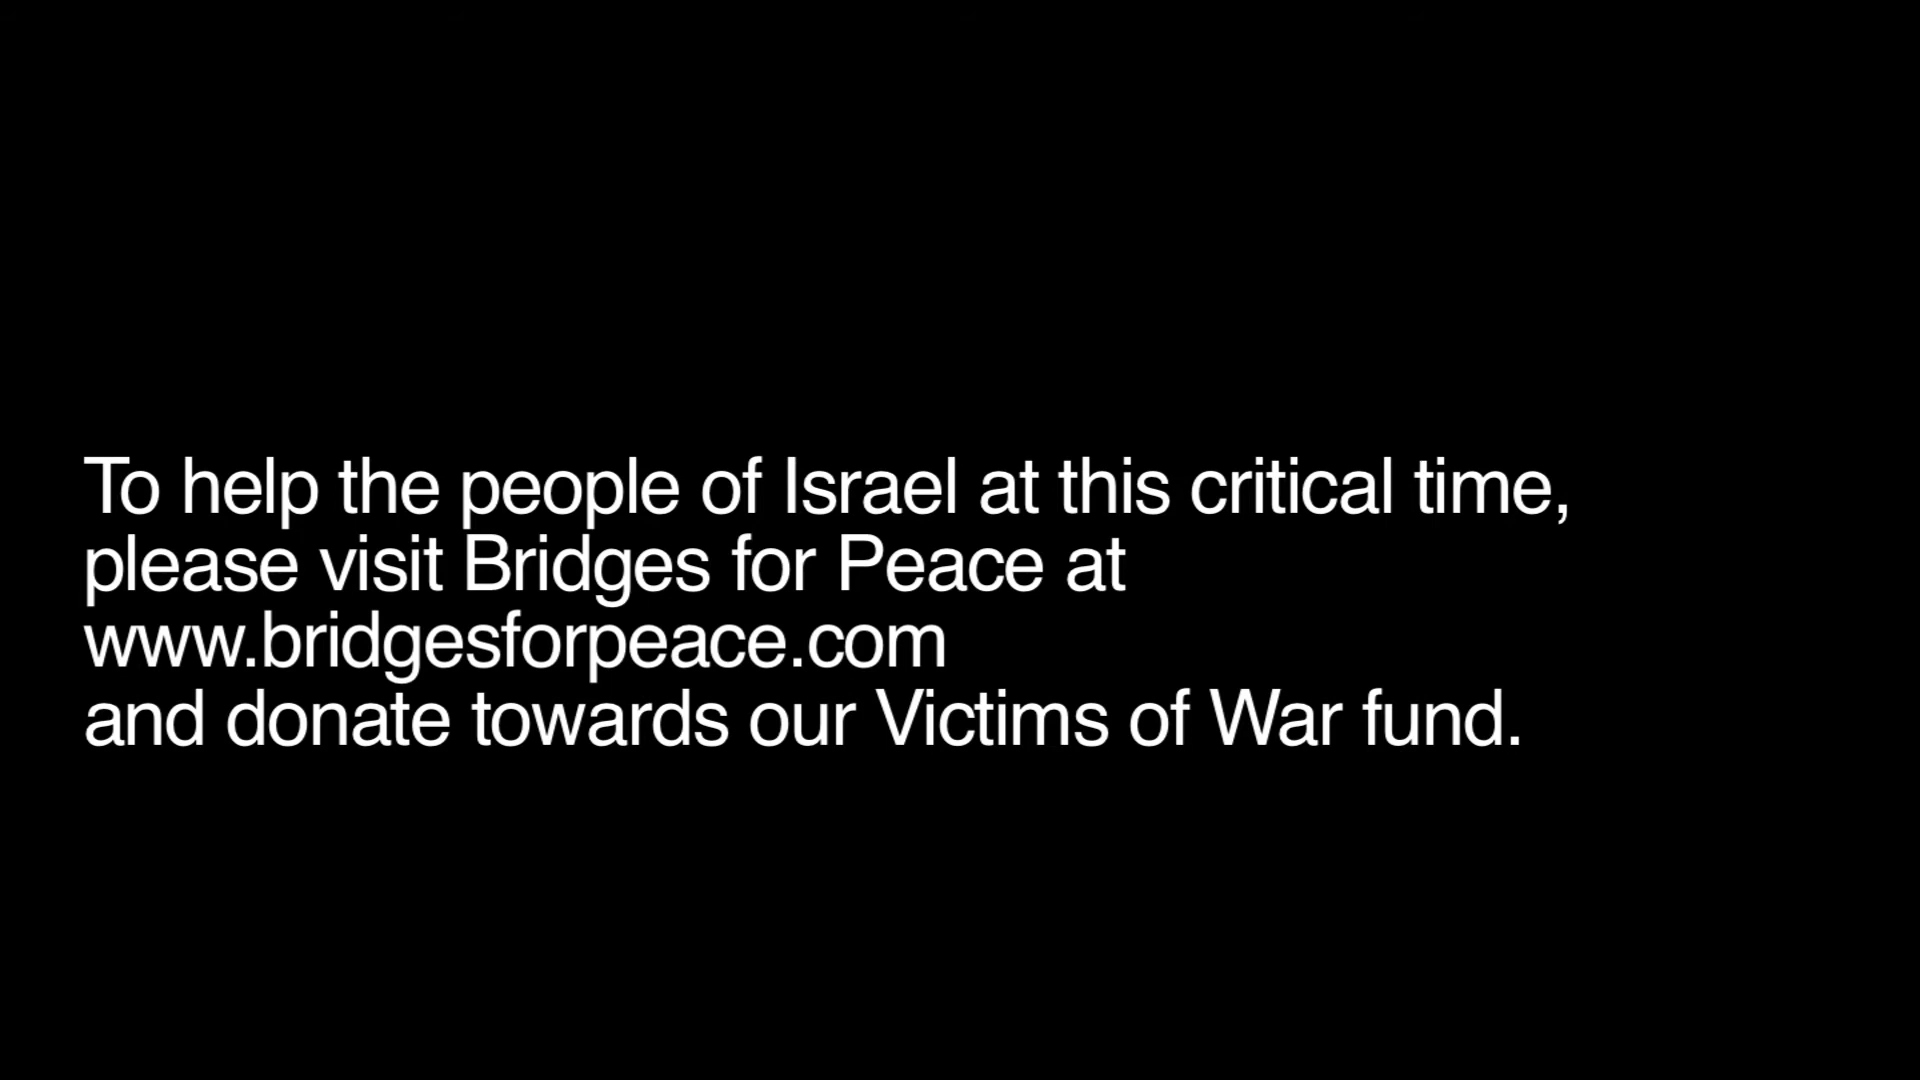 To help the people of Israel at this critical time,
please visit Bridges for Peace at
www.bridgesforpeace.com
and donate towards our Victims of War fund.